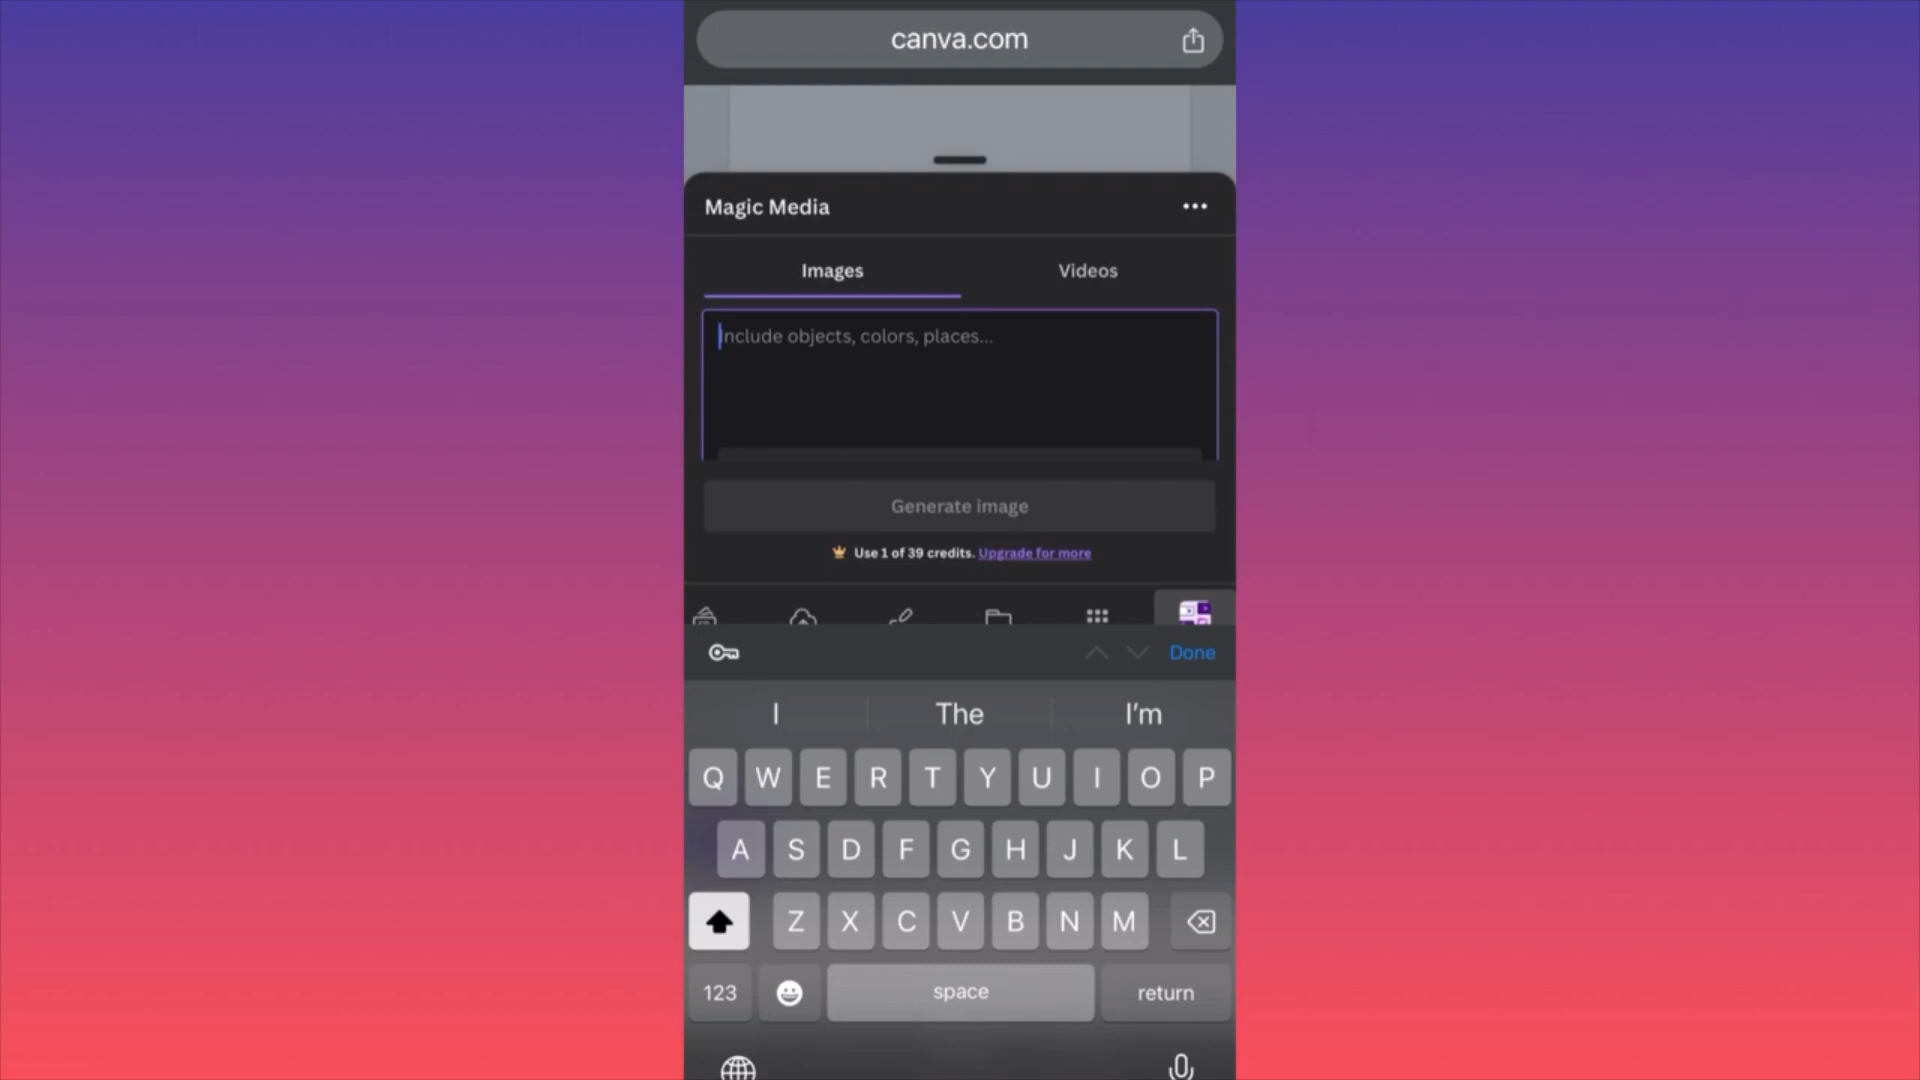 canva.com
Magic Media
Images Videos
Include objects, colors, places...
Generate image
Use 1 of 39 credits. Upgrade for more
Done
I The I'm
Q W E R T Y U I O P
A S D F G H J K L
Z X C V B N M
123 space return